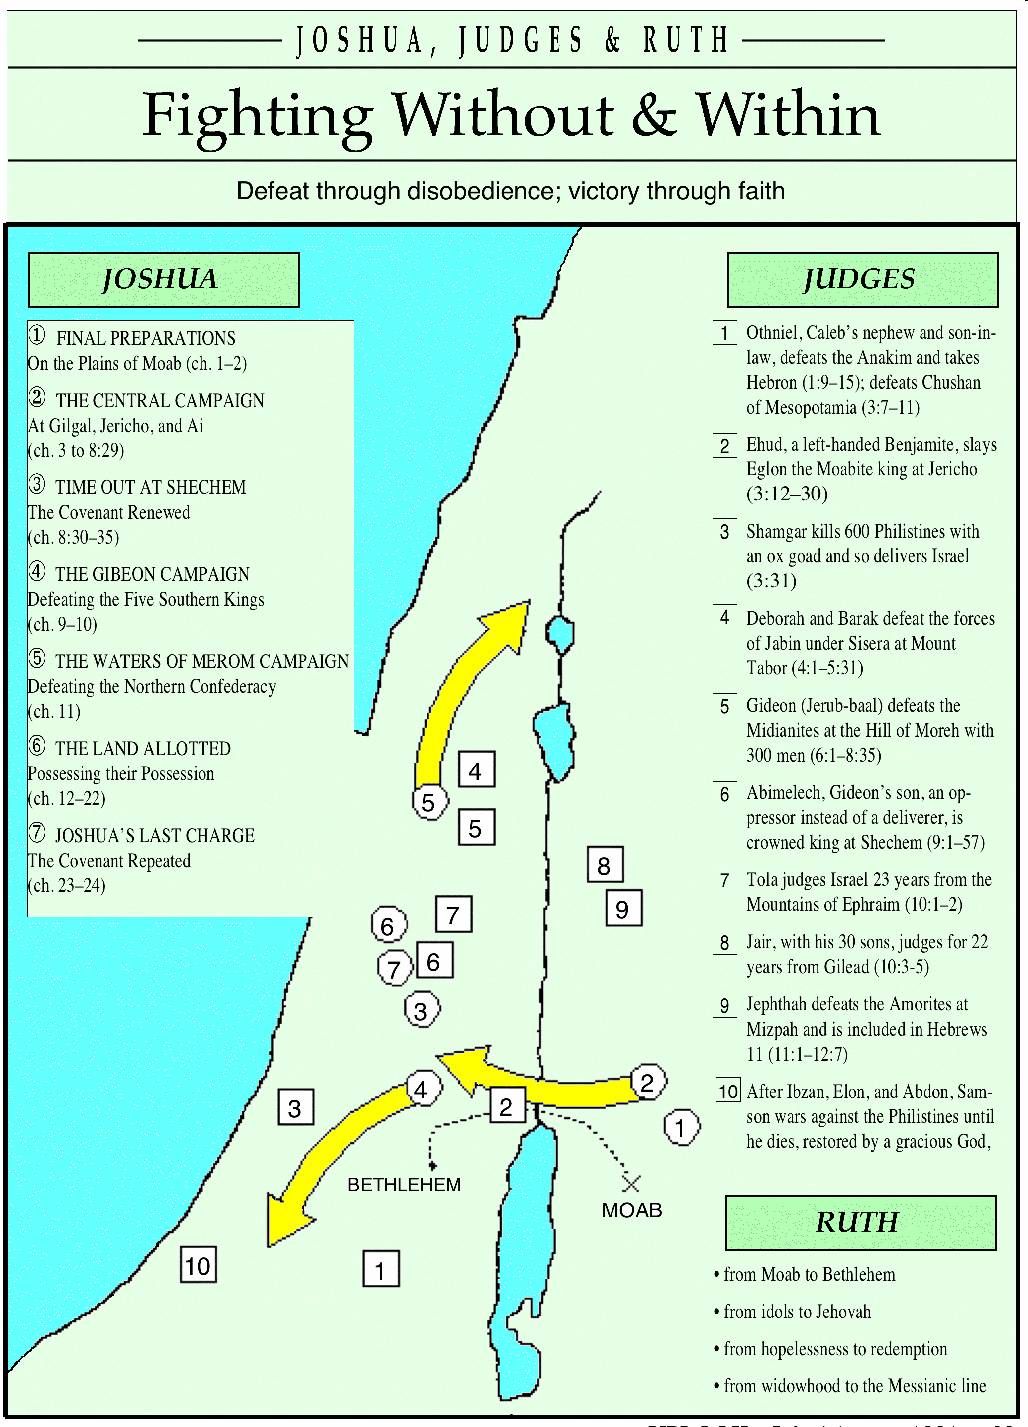 JOSHUA, JUDGES & RUTH
Fighting Without & Within
Defeat through disobedience; victory through faith
JOSHUA
① FINAL PREPARATIONS
On the Plains of Moab (ch. 1–2)
② THE CENTRAL CAMPAIGN
At Gilgal, Jericho, and Ai
(ch. 3 to 8:29)
③ TIME OUT AT SHECHEM
The Covenant Renewed
(ch. 8:30–35)
④ THE GIBEON CAMPAIGN
Defeating the Five Southern Kings
(ch. 9–10)
⑤ THE WATERS OF MEROM CAMPAIGN
Defeating the Northern Confederacy
(ch. 11)
⑥ THE LAND ALLOTTED
Possessing their Possession
(ch. 12–22)
⑦ JOSHUA'S LAST CHARGE
The Covenant Repeated
(ch. 23–24)
4
5
5
8
9
7
6
6
7
3
4
2
2
3
1
BETHLEHEM
MOAB
10
1
JUDGES
1 Othniel, Caleb's nephew and son-in-
law, defeats the Anakim and takes
Hebron (1:9–15); defeats Chushan
of Mesopotamia (3:7–11)
2 Ehud, a left-handed Benjamite, slays
Eglon the Moabite king at Jericho
(3:12–30)
3 Shamgar kills 600 Philistines with
an ox goad and so delivers Israel
(3:31)
4 Deborah and Barak defeat the forces
of Jabin under Sisera at Mount
Tabor (4:1–5:31)
5 Gideon (Jerub-baal) defeats the
Midianites at the Hill of Moreh with
300 men (6:1–8:35)
6 Abimelech, Gideon's son, an op-
pressor instead of a deliverer, is
crowned king at Shechem (9:1–57)
7 Tola judges Israel 23 years from the
Mountains of Ephraim (10:1–2)
8 Jair, with his 30 sons, judges for 22
years from Gilead (10:3-5)
9 Jephthah defeats the Amorites at
Mizpah and is included in Hebrews
11 (11:1–12:7)
10 After Ibzan, Elon, and Abdon, Sam-
son wars against the Philistines until
he dies, restored by a gracious God,
RUTH
• from Moab to Bethlehem
• from idols to Jehovah
• from hopelessness to redemption
• from widowhood to the Messianic line